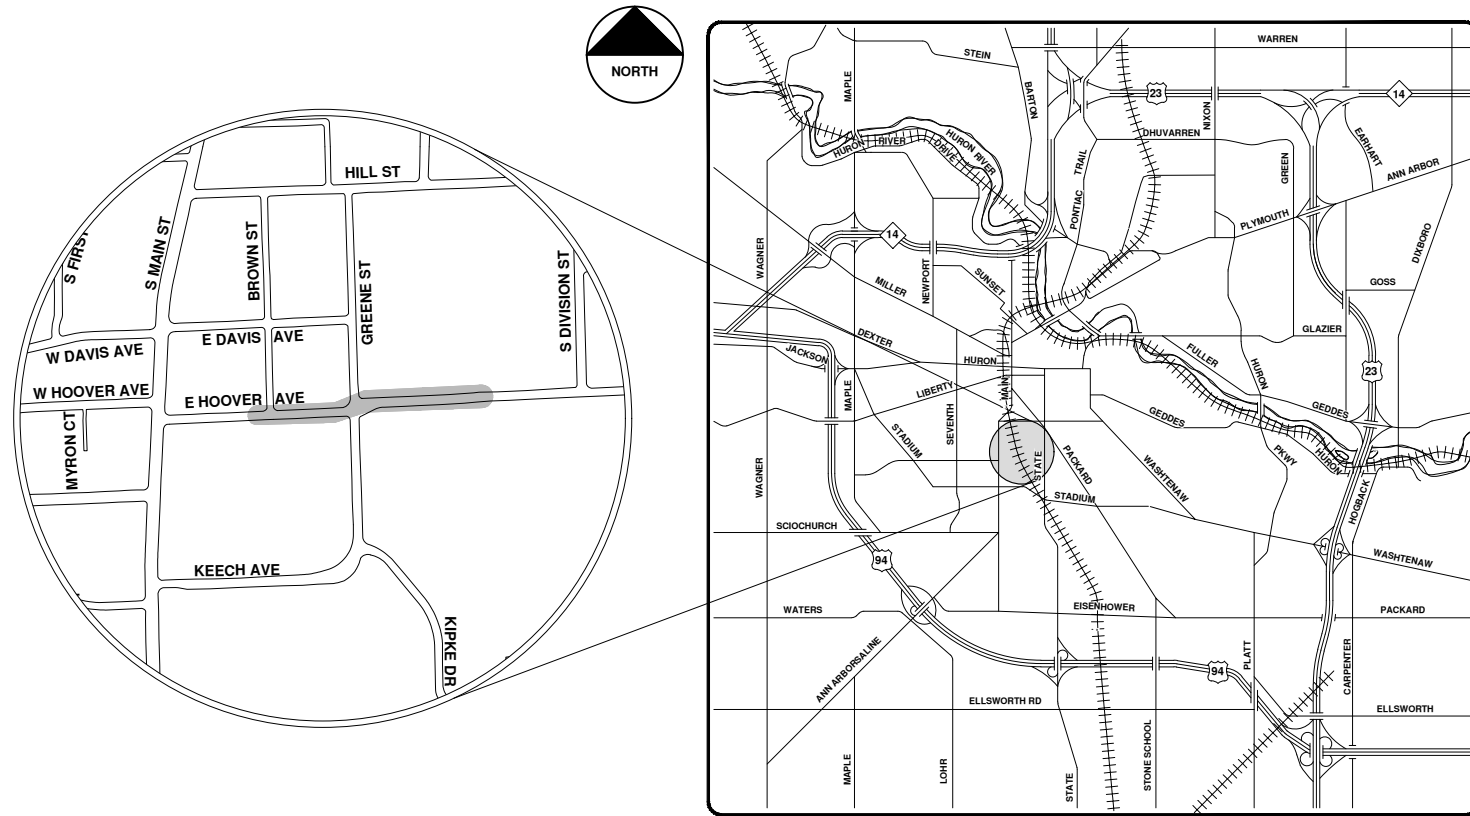 NORTH
HILL ST
S FIRST
S MAIN ST
BROWN ST
GREENE ST
S DIVISION ST
E DAVIS AVE
W DAVIS AVE
W HOOVER AVE
E HOOVER AVE
MYRON CT
KEECH AVE
KIPKE DR
WARREN
STEIN
MAPLE
BARTON
23
14
NIXON
DHUVARREN
HURON RIVER
DRIVE
HURON RIVER
TRAIL
PONTIAC
GREEN
EARHART
ANN ARBOR
PLYMOUTH
DIXBORO
WAGNER
14
NEWPORT
SUNSET
MILLER
GOSS
GLAZIER
DEXTER
JACKSON
HURON
FULLER
HURON
23
LIBERTY
MAIN
MAPLE
SEVENTH
GEDDES
GEDDES
STADIUM
STATE
PACKARD
WASHTENAW
PKWY
HURON
WAGNER
STADIUM
HOGBACK
SCIOCHURCH
94
WASHTENAW
WATERS
EISENHOWER
PACKARD
ANN ARBORSALINE
94
PLATT
CARPENTER
ELLSWORTH RD
ELLSWORTH
MAPLE
LOHR
STATE
STONE SCHOOL